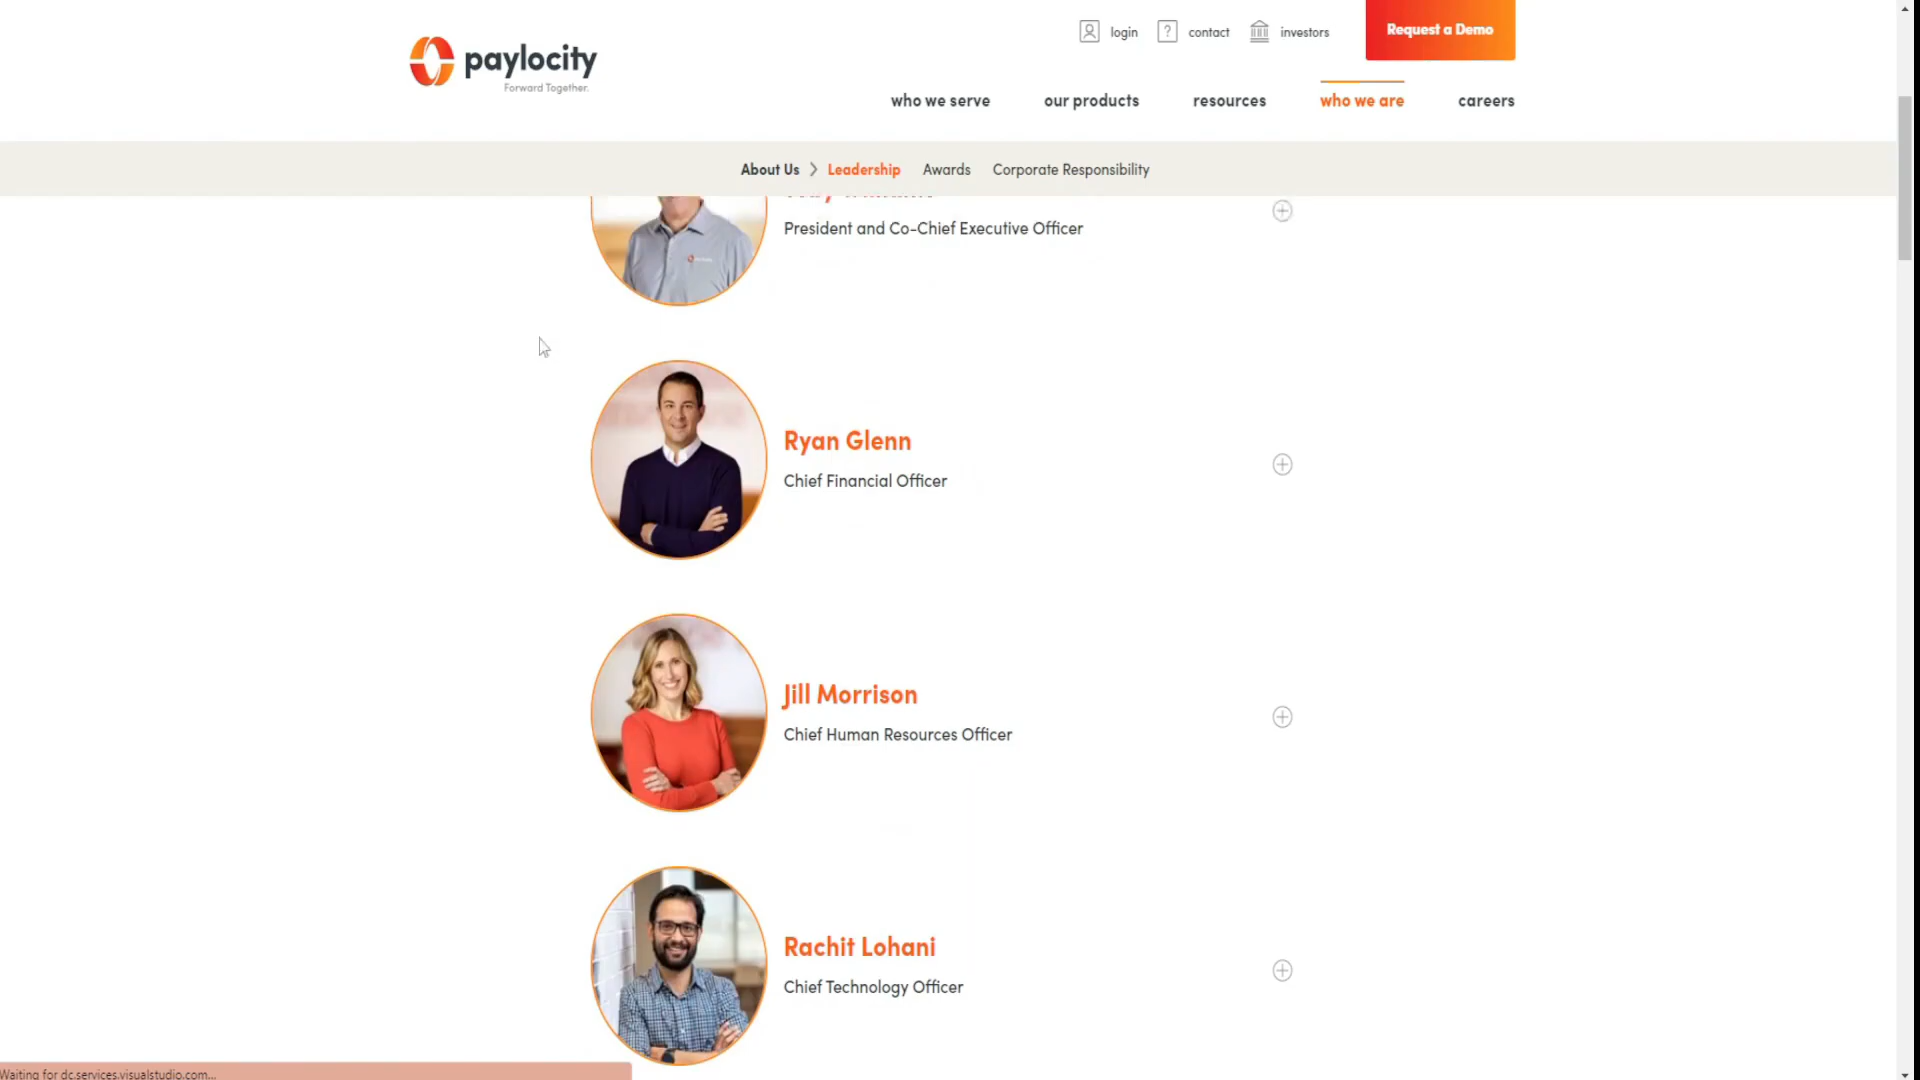 login
contact
investors
Request a Demo
paylocity
Forward Together.
who we serve
our products
resources
who we are
careers
About Us
Leadership
Awards
Corporate Responsibility
President and Co-Chief Executive Officer
Ryan Glenn
Chief Financial Officer
Jill Morrison
Chief Human Resources Officer
Rachit Lohani
Chief Technology Officer
Waiting for dc.services.visualstudio.com...